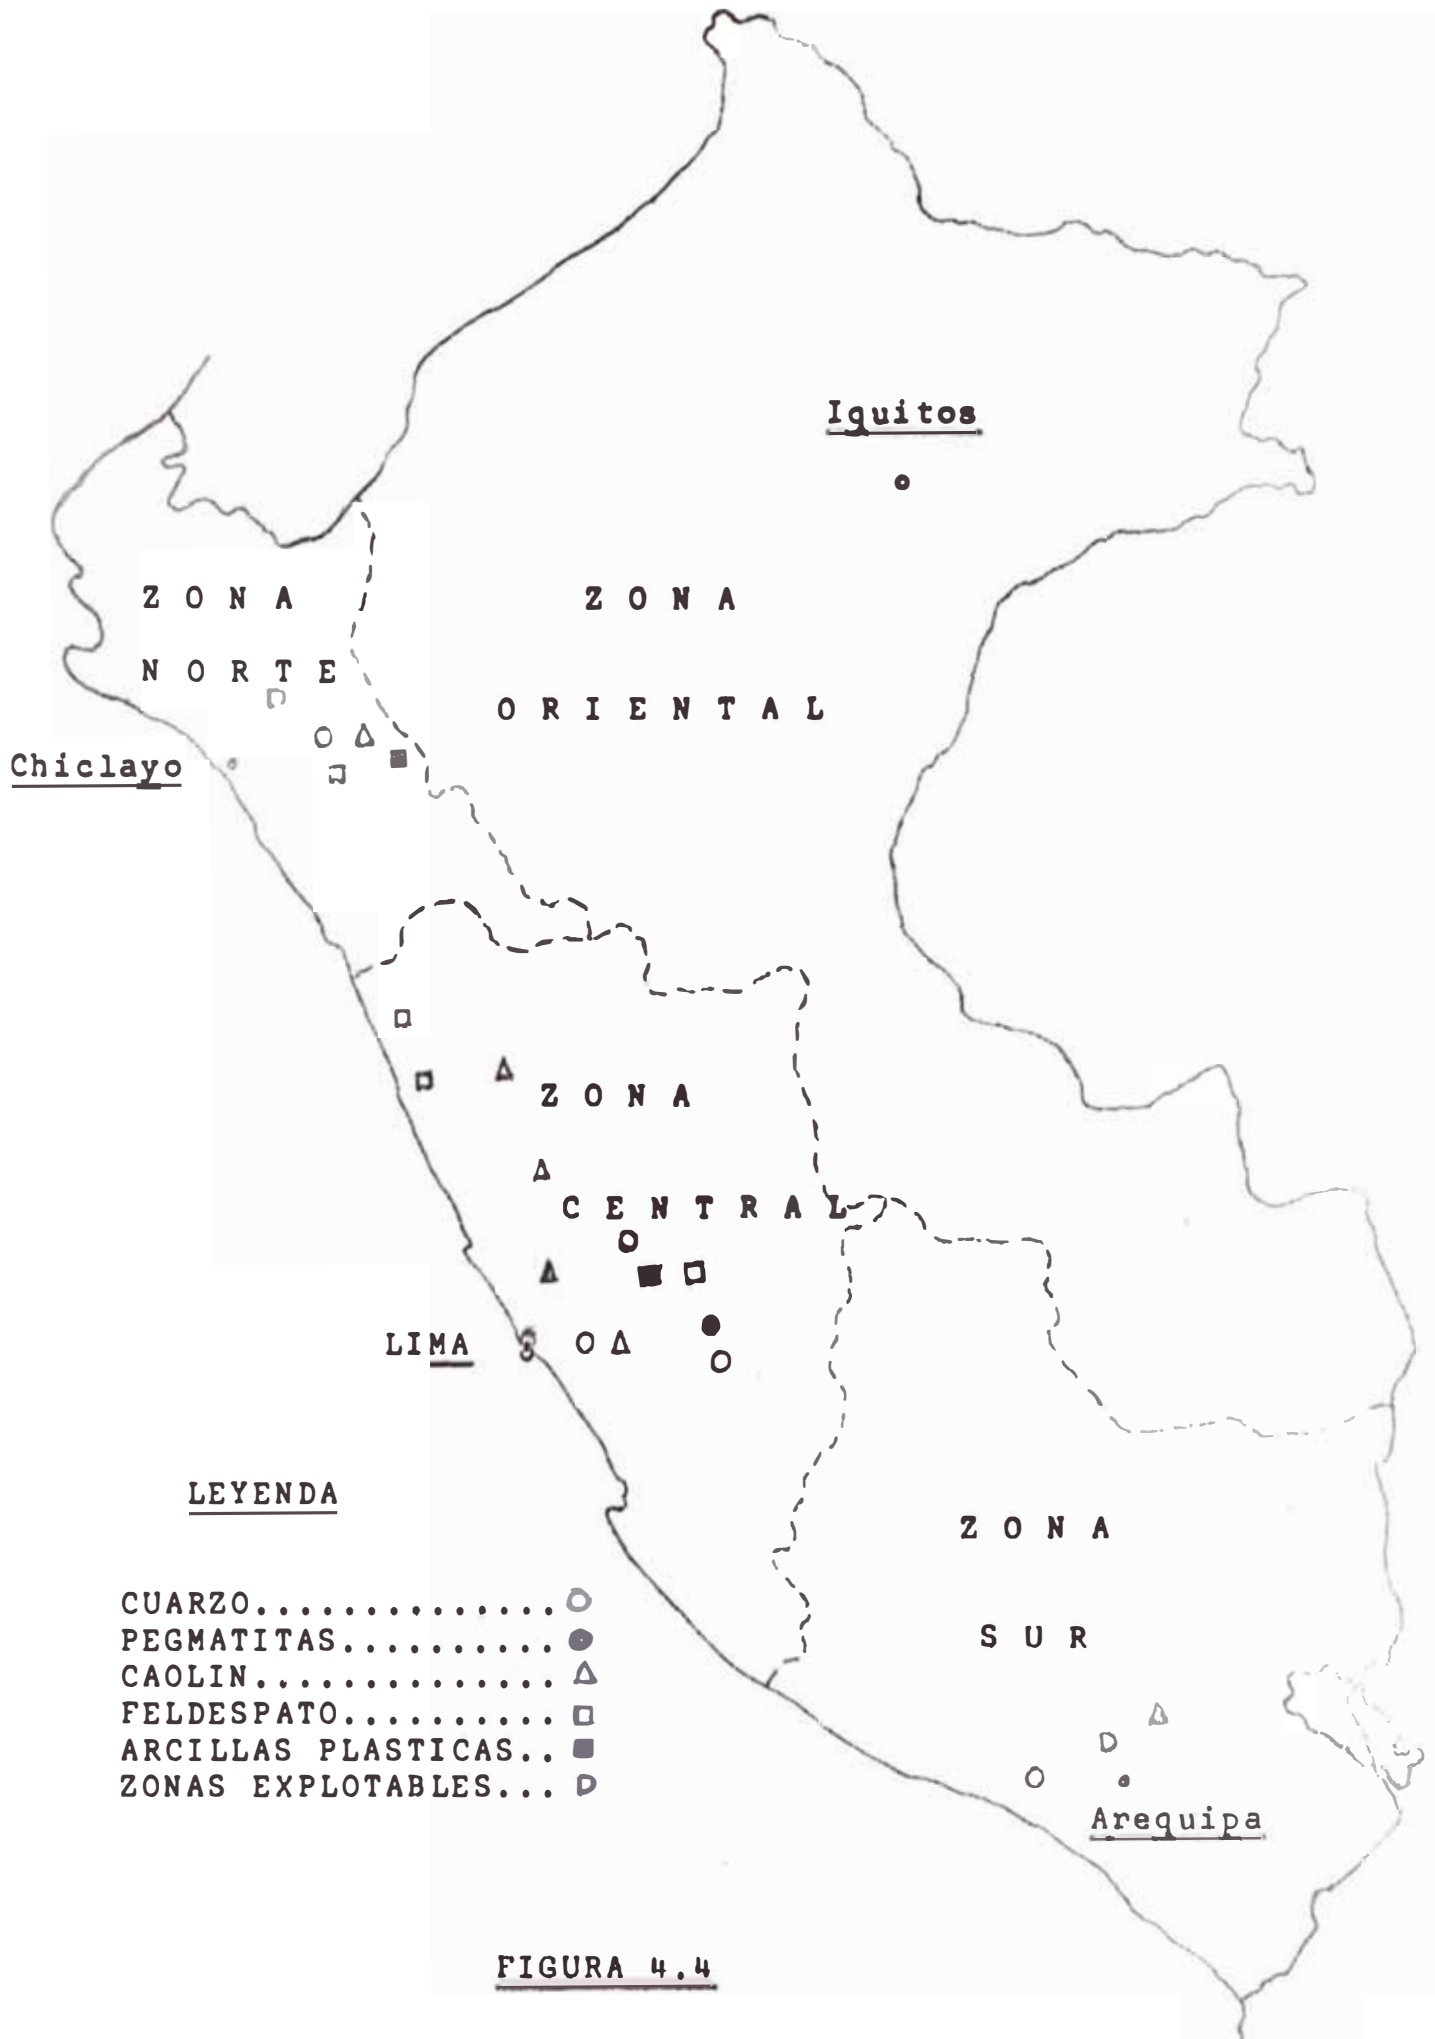 Iquitos
Z O N A
N O R T E
Z O N A
O R I E N T A L
Chiclayo
Z O N A
C E N T R A L
LIMA
LEYENDA
CUARZO..............
PEGMATITAS..........
CAOLIN..............
FELDESPATO..........
ARCILLAS PLASTICAS..
ZONAS EXPLOTABLES...
Z O N A
S U R
Arequipa
FIGURA 4.4